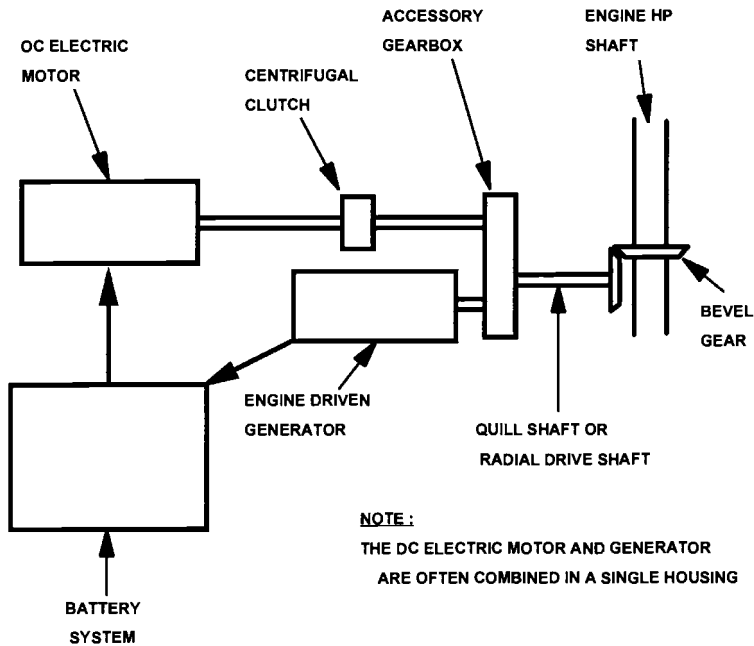 OC ELECTRIC
MOTOR
CENTRIFUGAL
CLUTCH
ACCESSORY
GEARBOX
ENGINE HP
SHAFT
BEVEL
GEAR
ENGINE DRIVEN
GENERATOR
QUILL SHAFT OR
RADIAL DRIVE SHAFT
BATTERY
SYSTEM
NOTE :
THE DC ELECTRIC MOTOR AND GENERATOR
ARE OFTEN COMBINED IN A SINGLE HOUSING